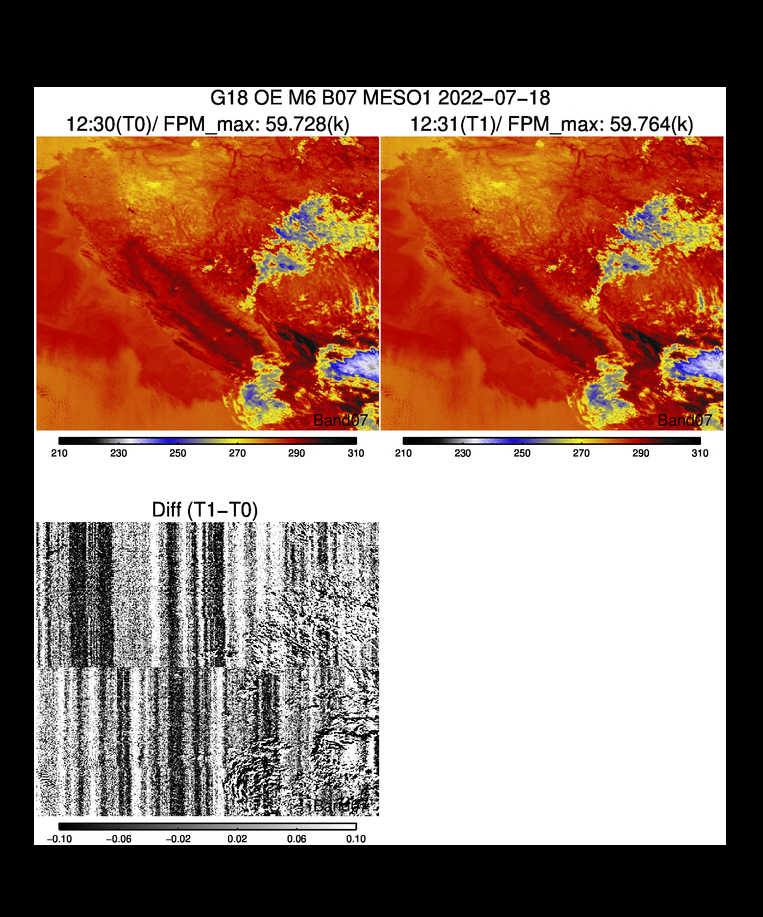 G18 OE M6 B07 MESO1 2022−07−18
12:30(T0)/ FPM_max: 59.728(k) 12:31(T1)/ FPM_max: 59.764(k)
Band07 Band07
210 230 250 270 290 310 210 230 250 270 290 310
Diff (T1−T0)
Band07
−0.10 −0.06 −0.02 0.02 0.06 0.10